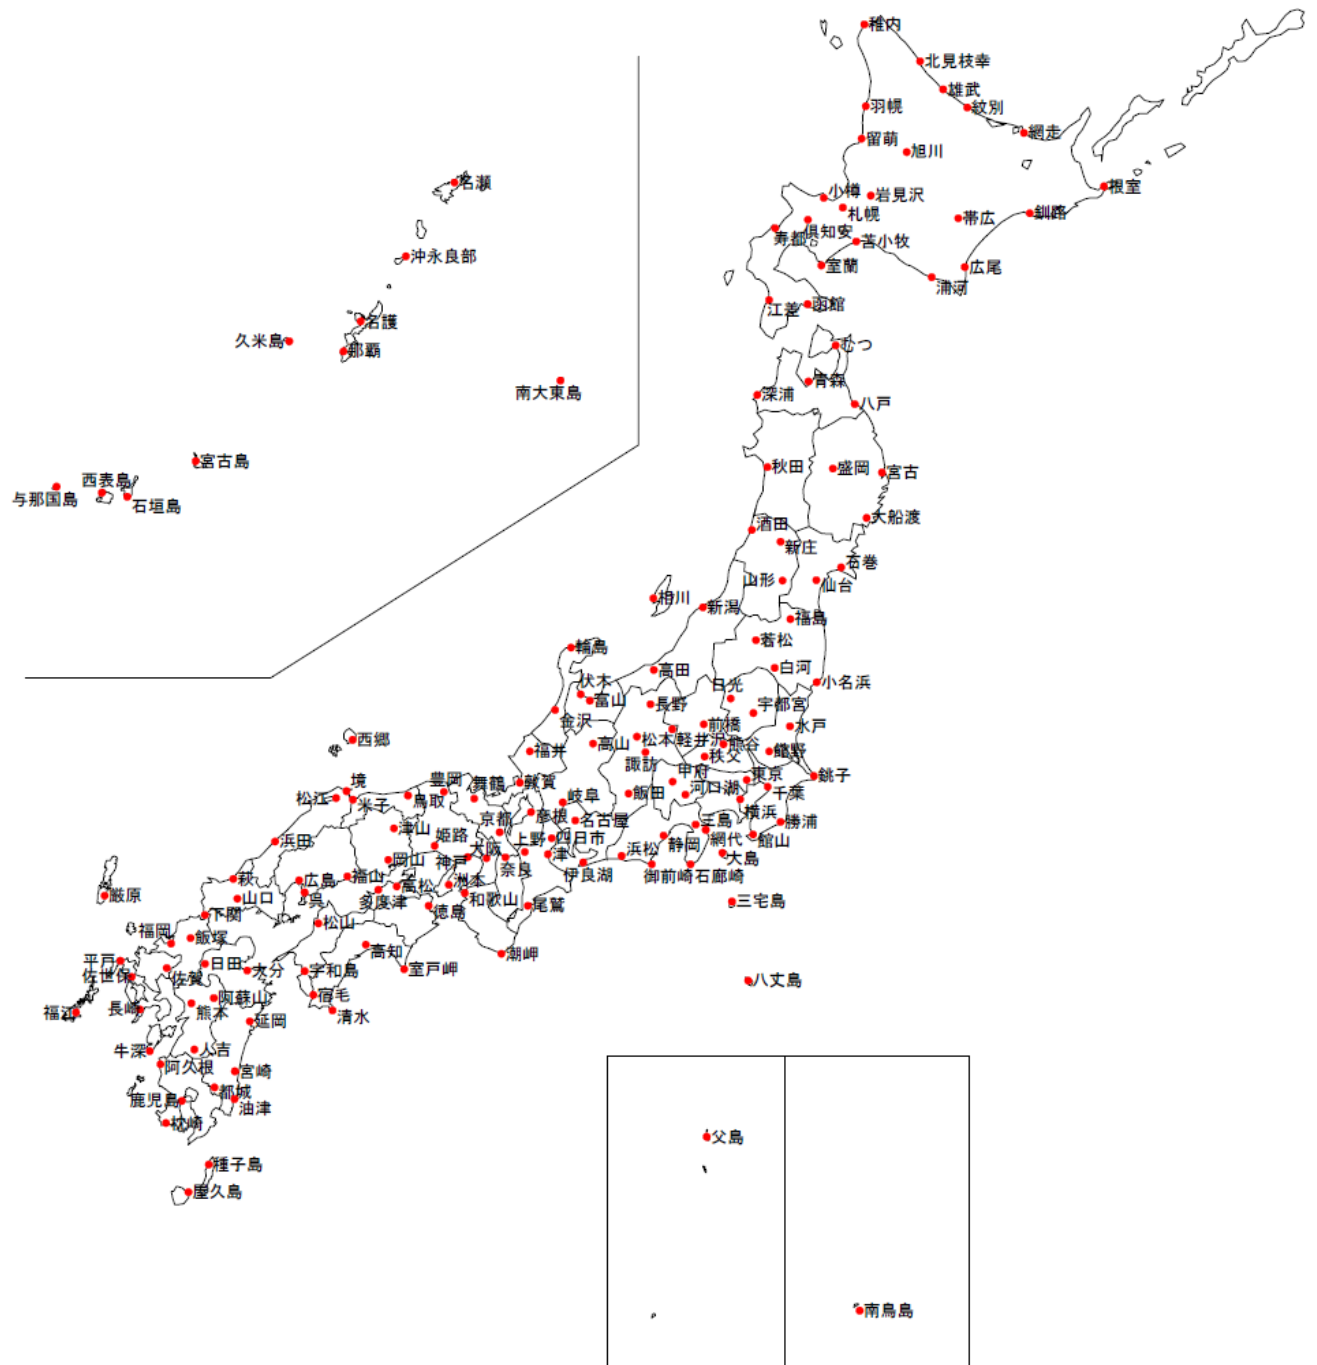 稚内
北見枝幸
雄武
紋別
羽幌
網走
留萌
旭川
名瀬
根室
小樽
岩見沢
札幌
釧路
帯広
倶知安
寿都
苫小牧
沖永良部
室蘭
広尾
浦河
江差
函館
名護
久米島
那覇
むつ
青森
南大東島
深浦
八戸
宮古島
秋田
盛岡
宮古
西表島
与那国島
石垣島
大船渡
酒田
新庄
石巻
山形
仙台
相川
新潟
福島
若松
輪島
白河
高田
伏木
小名浜
日光
富山
長野
宇都宮
金沢
前橋
水戸
西郷
高山
松本
軽井沢
熊谷
福井
館野
諏訪
秩父
銚子
敦賀
豊岡
舞鶴
甲府
東京
境
河口湖
千葉
飯田
松江
米子
鳥取
岐阜
横浜
彦根
名古屋
勝浦
三島
津山
京都
浜田
姫路
上野
四日市
静岡
網代
館山
岡山
神戸
大阪
奈良
津
浜松
大島
伊良湖
御前崎
石廊崎
萩
広島
福山
高松
洲本
厳原
山口
呉
多度津
和歌山
三宅島
徳島
尾鷲
下関
松山
福岡
飯塚
高知
潮岬
平戸
日田
大分
宇和島
室戸岬
佐世保
佐賀
八丈島
阿蘇山
宿毛
福江
長崎
熊本
清水
延岡
牛深
人吉
阿久根
宮崎
都城
鹿児島
油津
枕崎
父島
種子島
屋久島
南鳥島